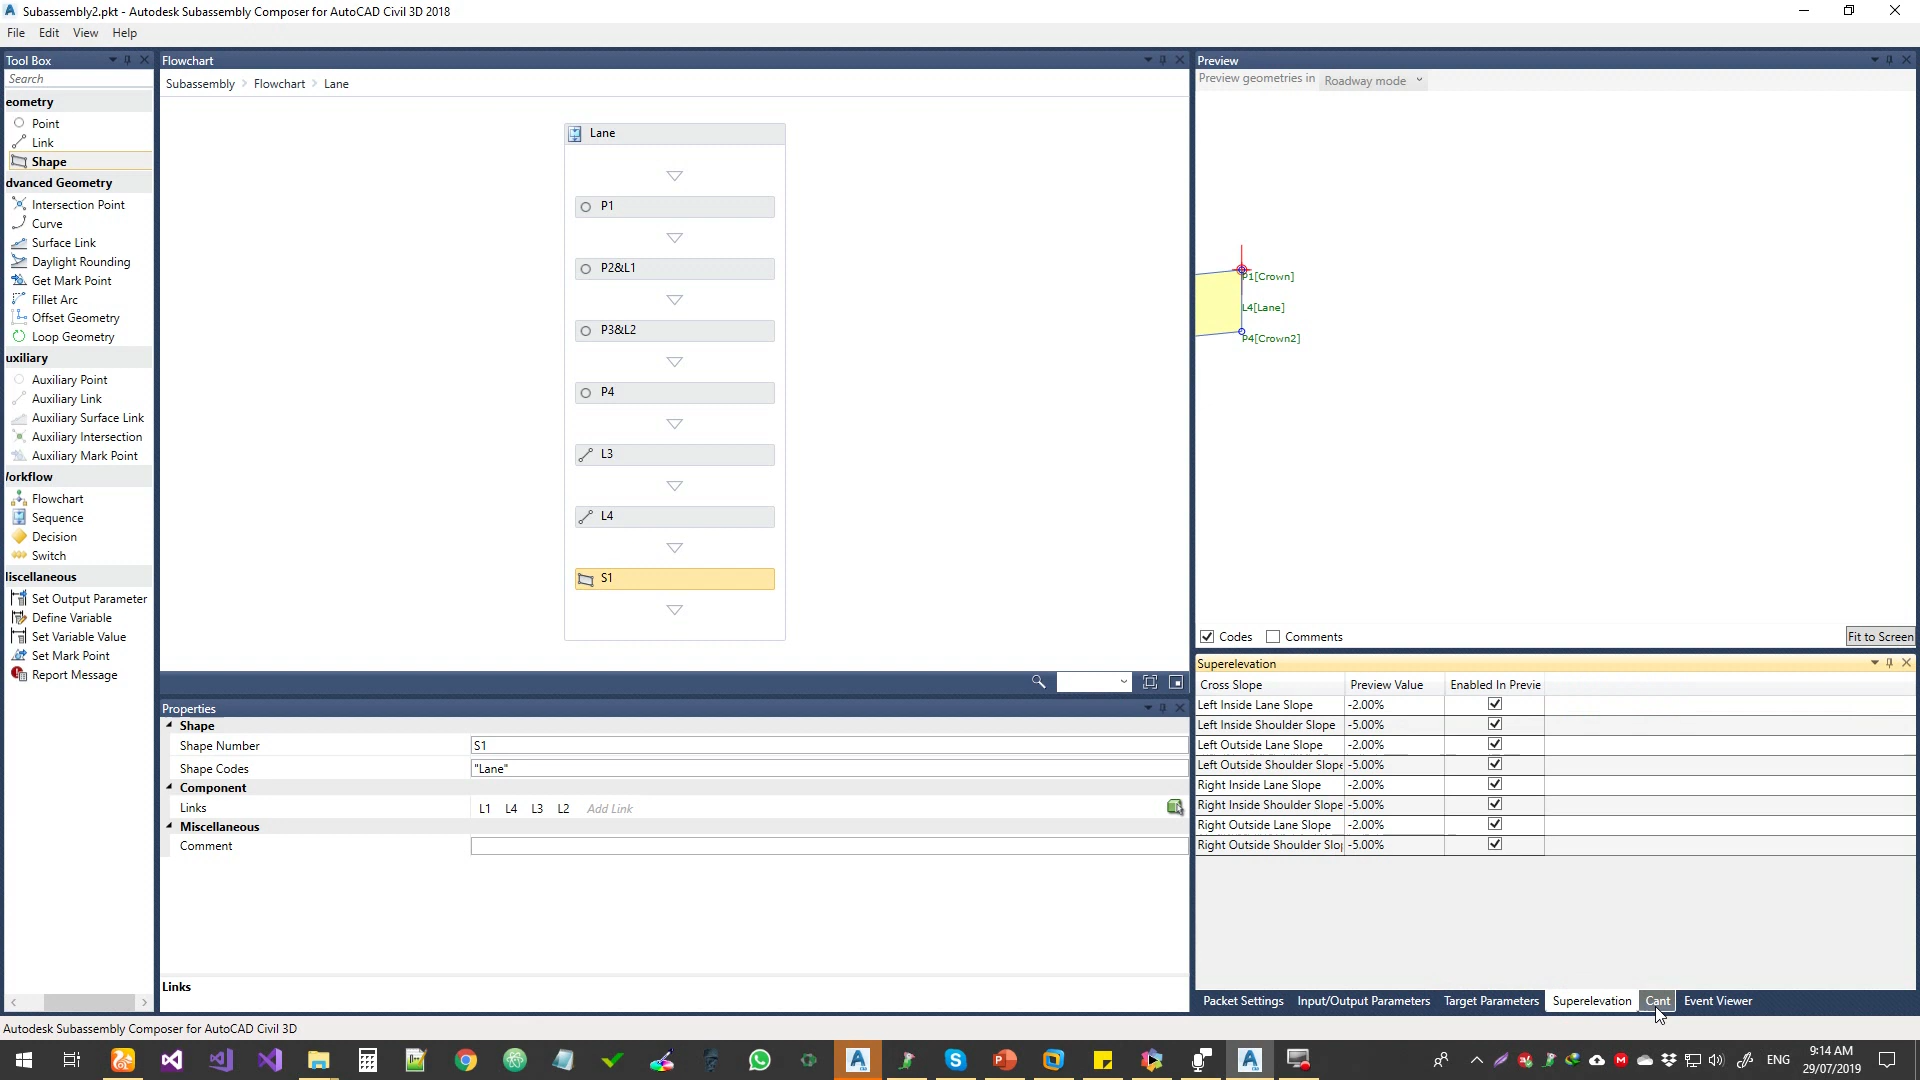 Subassembly2.pkt - Autodesk Subassembly Composer for AutoCAD Civil 3D 2018
File Edit View Help
Tool Box
Search
eometry
Point
Link
Shape
dvanced Geometry
Intersection Point
Curve
Surface Link
Daylight Rounding
Get Mark Point
Fillet Arc
Offset Geometry
Loop Geometry
uxiliary
Auxiliary Point
Auxiliary Link
Auxiliary Surface Link
Auxiliary Intersection
Auxiliary Mark Point
Workflow
Flowchart
Sequence
Decision
Switch
liscellaneous
Set Output Parameter
Define Variable
Set Variable Value
Set Mark Point
Report Message
Flowchart
Subassembly > Flowchart > Lane
Lane
P1
P2&L1
P3&L2
P4
L3
L4
S1
Properties
Shape
Shape Number S1
Shape Codes "Lane"
Component
Links L1 L4 L3 L2 Add Link
Miscellaneous
Comment
Links
Preview
Preview geometries in Roadway mode
P1[Crown]
L4[Lane]
P4[Crown2]
Codes Comments Fit to Screen
Superelevation
Cross Slope Preview Value Enabled In Previe
Left Inside Lane Slope -2.00%
Left Inside Shoulder Slope -5.00%
Left Outside Lane Slope -2.00%
Left Outside Shoulder Slope -5.00%
Right Inside Lane Slope -2.00%
Right Inside Shoulder Slope -5.00%
Right Outside Lane Slope -2.00%
Right Outside Shoulder Slo -5.00%
Packet Settings Input/Output Parameters Target Parameters Superelevation Cant Event Viewer
Autodesk Subassembly Composer for AutoCAD Civil 3D
ENG
9:14 AM
29/07/2019